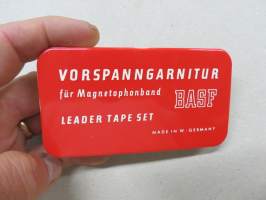 VORSPANNGARNITUR
für Magnetophonband BASF
LEADER TAPE SET
MADE IN W.-GERMANY